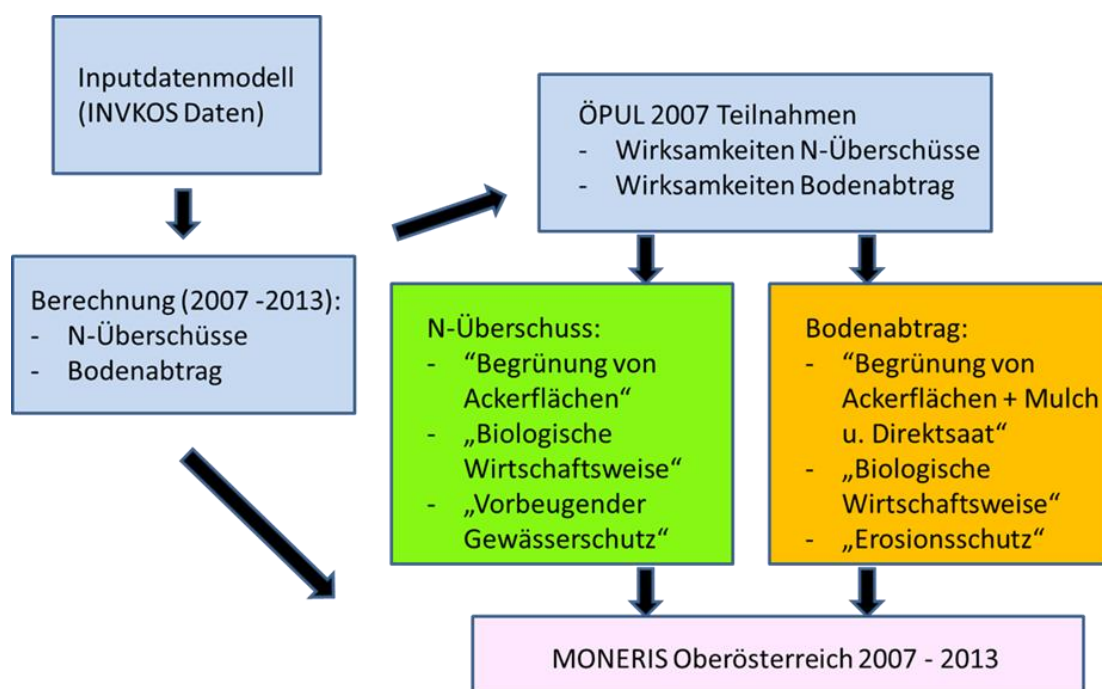 Inputdatenmodell
(INVKOS Daten)
ÖPUL 2007 Teilnahmen
- Wirksamkeiten N-Überschüsse
- Wirksamkeiten Bodenabtrag
Berechnung (2007 -2013):
- N-Überschüsse
- Bodenabtrag
N-Überschuss:
- “Begrünung von
Ackerflächen“
- „Biologische
Wirtschaftsweise“
- „Vorbeugender
Gewässerschutz“
Bodenabtrag:
- “Begrünung von
Ackerflächen + Mulch
u. Direktsaat“
- „Biologische
Wirtschaftsweise“
- „Erosionsschutz“
MONERIS Oberösterreich 2007 - 2013